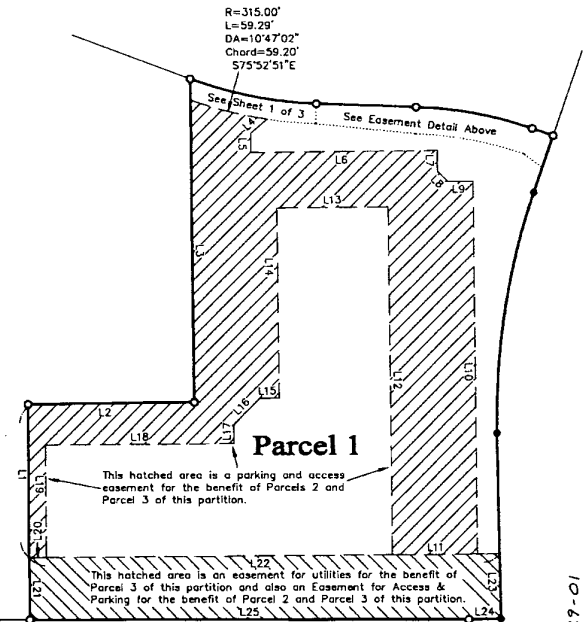 R=315.00'
L=59.29'
DA=10°47'02"
Chord=59.20'
S75°52'51"E
See Sheet 1 of 3
See Easement Detail Above
L4
L5
L6
L7
L8
L9
L13
L3
L14
L10
L12
L15
L16
L2
L17
L18
Parcel 1
This hatched area is a parking and access
easement for the benefit of Parcels 2 and
Parcel 3 of this partition.
L1
L19
L20
L22
L11
L21
L23
This hatched area is an easement for utilities for the benefit of
Parcel 3 of this partition and also an Easement for Access &
Parking for the benefit of Parcel 2 and Parcel 3 of this partition.
L25
L24
9-01